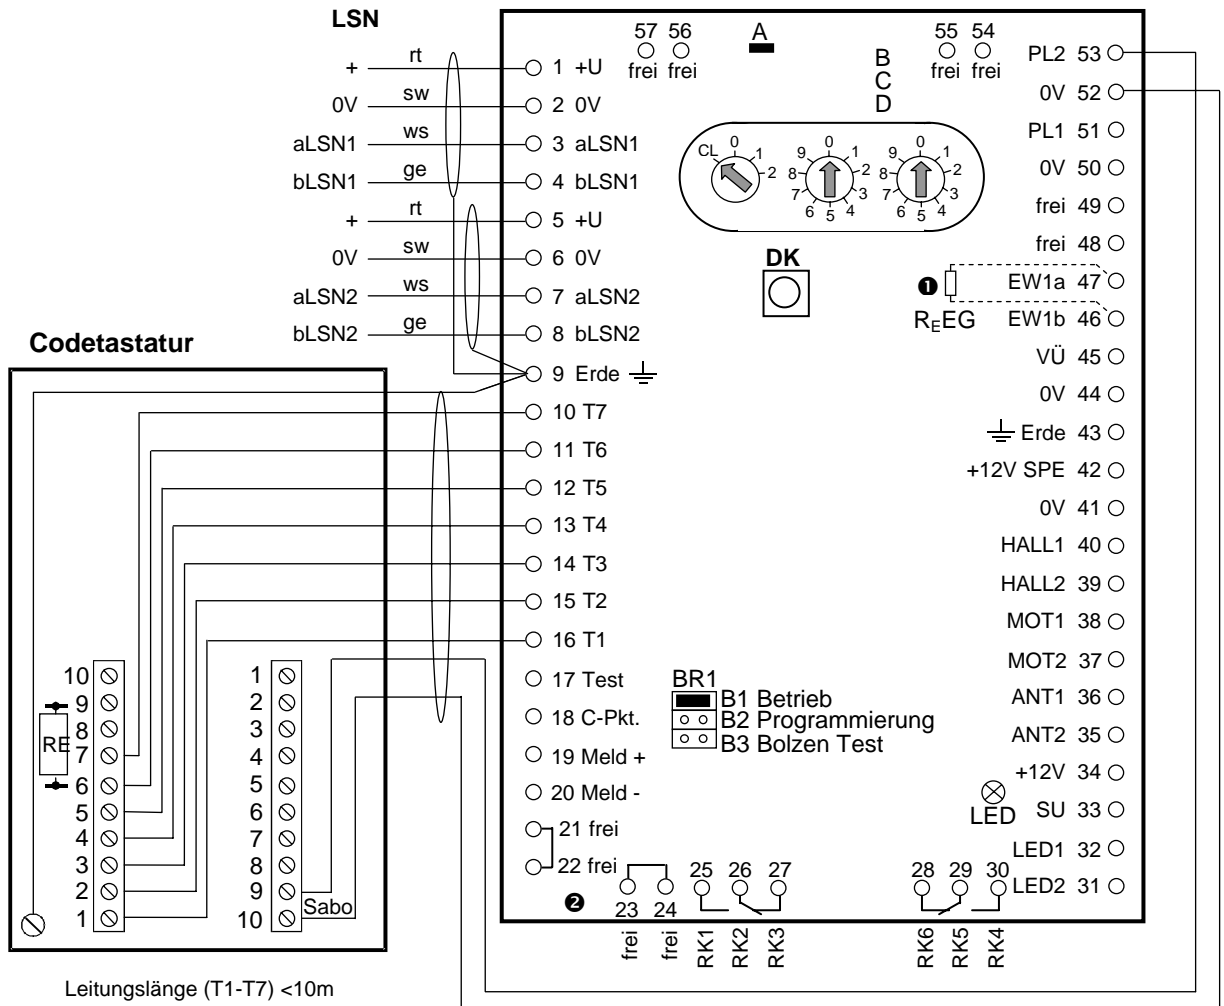 LSN
+ rt
0V sw
aLSN1 ws
bLSN1 ge
+ rt
0V sw
aLSN2 ws
bLSN2 ge
1 +U
2 0V
3 aLSN1
4 bLSN1
5 +U
6 0V
7 aLSN2
8 bLSN2
9 Erde
10 T7
11 T6
12 T5
13 T4
14 T3
15 T2
16 T1
17 Test
18 C-Pkt.
19 Meld +
20 Meld -
21 frei
22 frei
❷
57 56
frei frei
A
B
C
D
55 54
frei frei
CL 0 1 2
0 1 2 3 4 5 6 7 8 9
0 1 2 3 4 5 6 7 8 9
DK
❶
REEG
PL2 53
0V 52
PL1 51
0V 50
frei 49
frei 48
EW1a 47
EW1b 46
VÜ 45
0V 44
Erde 43
+12V SPE 42
0V 41
HALL1 40
HALL2 39
MOT1 38
MOT2 37
ANT1 36
ANT2 35
+12V 34
SU 33
LED1 32
LED2 31
LED
BR1
B1 Betrieb
B2 Programmierung
B3 Bolzen Test
23 24 25 26 27 28 29 30
frei frei RK1 RK2 RK3 RK6 RK5 RK4
Codetastatur
10
9
8
7
6
5
4
3
2
1
RE
1
2
3
4
5
6
7
8
9
10
Sabo
Leitungslänge (T1-T7) <10m